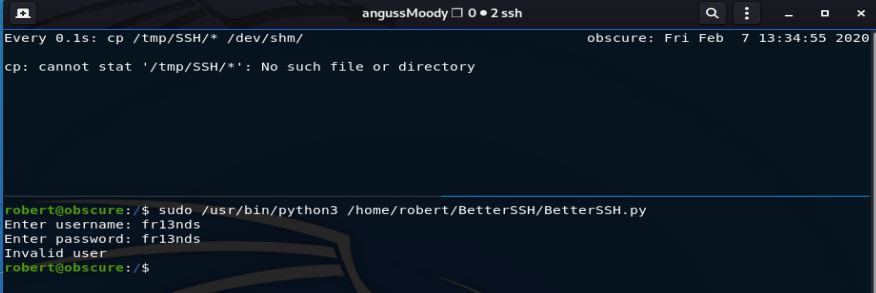 angussMoody ❐ 0 ● 2 ssh
Every 0.1s: cp /tmp/SSH/* /dev/shm/ obscure: Fri Feb  7 13:34:55 2020
cp: cannot stat '/tmp/SSH/*': No such file or directory
robert@obscure:/$ sudo /usr/bin/python3 /home/robert/BetterSSH/BetterSSH.py
Enter username: fr13nds
Enter password: fr13nds
Invalid user
robert@obscure:/$